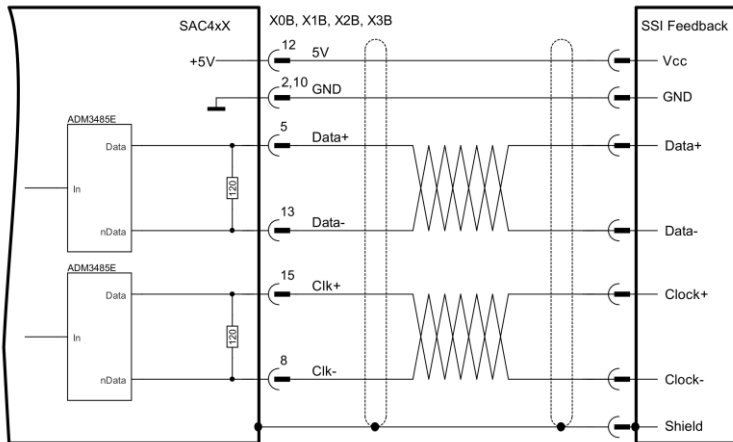 SAC4xX
X0B, X1B, X2B, X3B
SSI Feedback
+5V
12
5V
Vcc
2,10
GND
GND
ADM3485E
Data
In
nData
120
5
Data+
Data+
13
Data-
Data-
ADM3485E
Data
In
nData
120
15
Clk+
Clock+
8
Clk-
Clock-
Shield